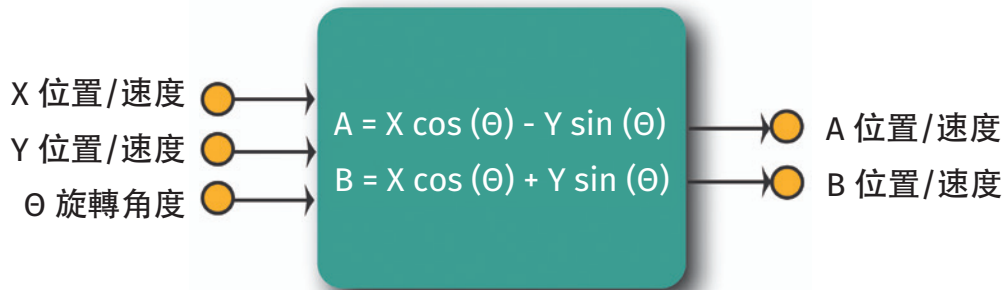 X 位置/速度
Y 位置/速度
Θ 旋轉角度
A = X cos (Θ) - Y sin (Θ)
B = X cos (Θ) + Y sin (Θ)
A 位置/速度
B 位置/速度